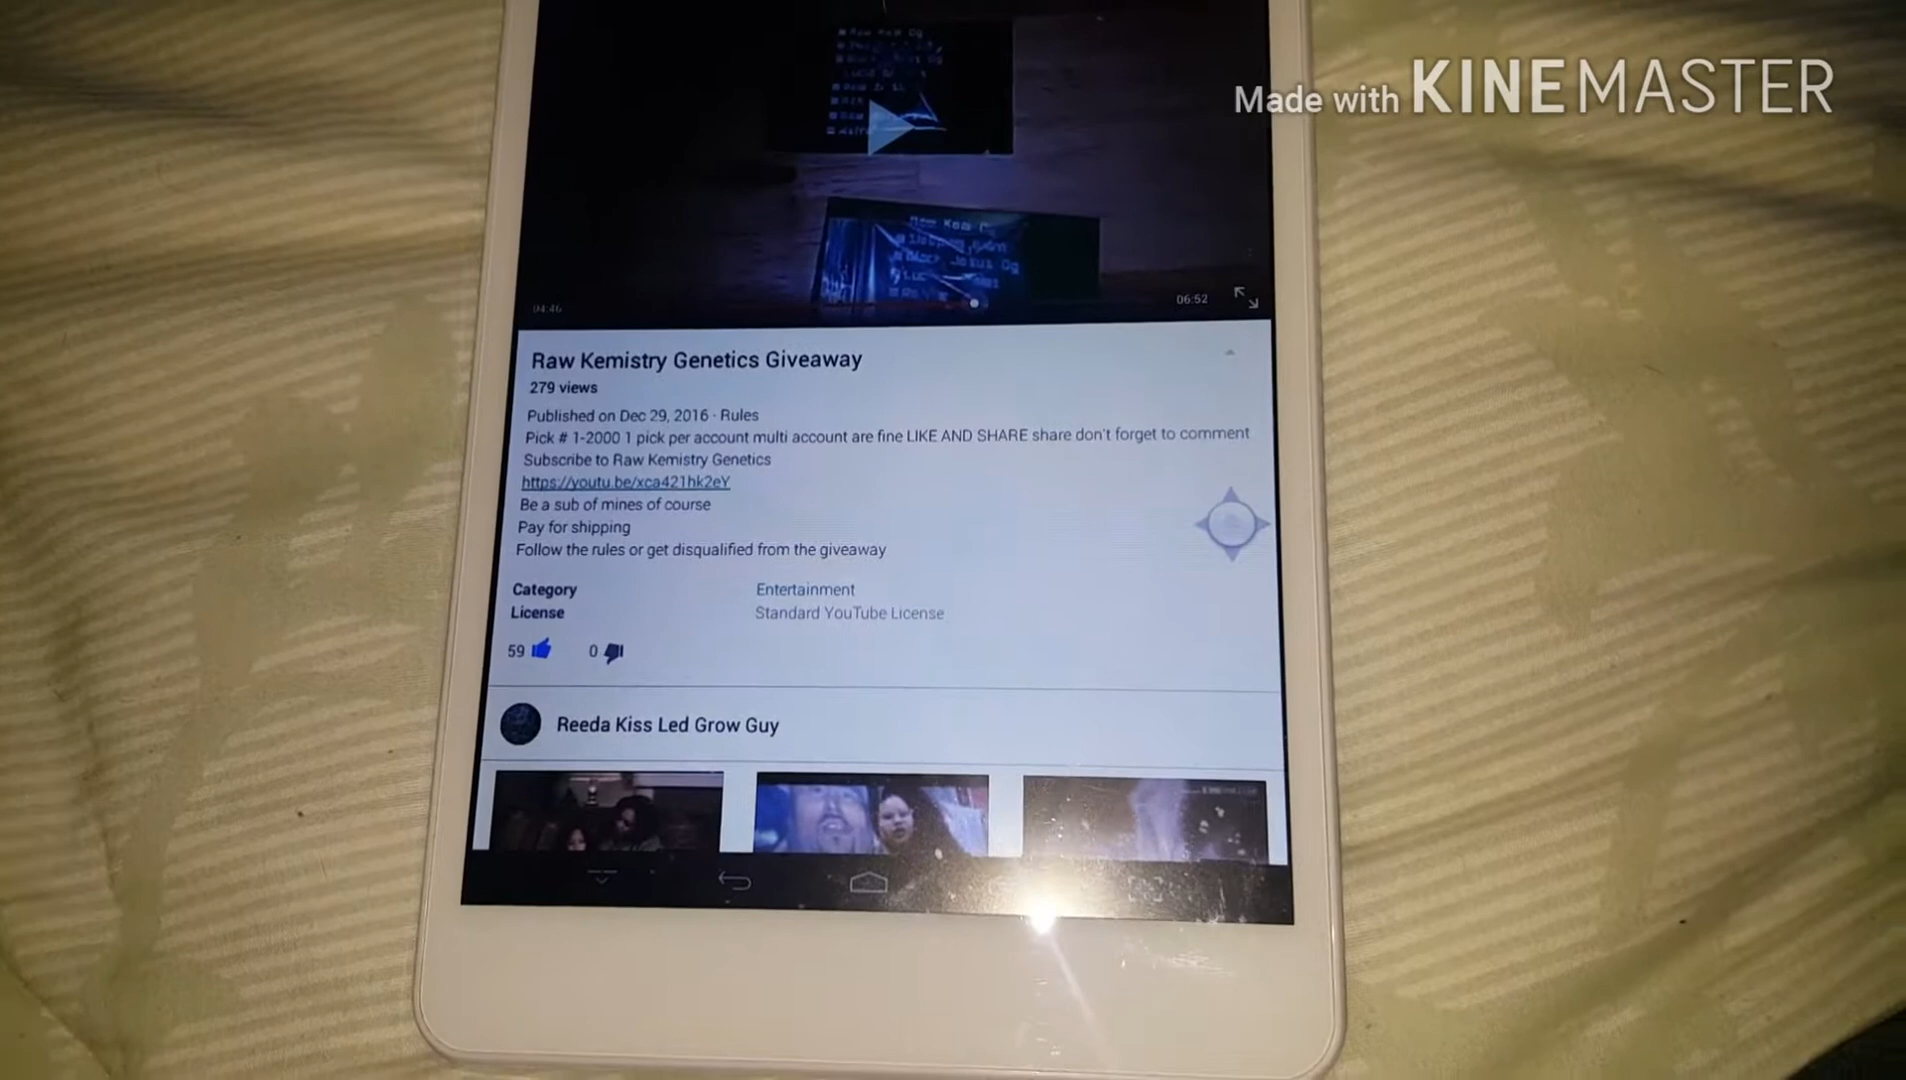 Made with KINEMASTER
04:46
06:52
Raw Kemistry Genetics Giveaway
279 views
Published on Dec 29, 2016 · Rules
Pick # 1-2000 1 pick per account multi account are fine LIKE AND SHARE share don't forget to comment
Subscribe to Raw Kemistry Genetics
https://youtu.be/xca421hk2eY
Be a sub of mines of course
Pay for shipping
Follow the rules or get disqualified from the giveaway
Category Entertainment
License Standard YouTube License
59 0
Reeda Kiss Led Grow Guy